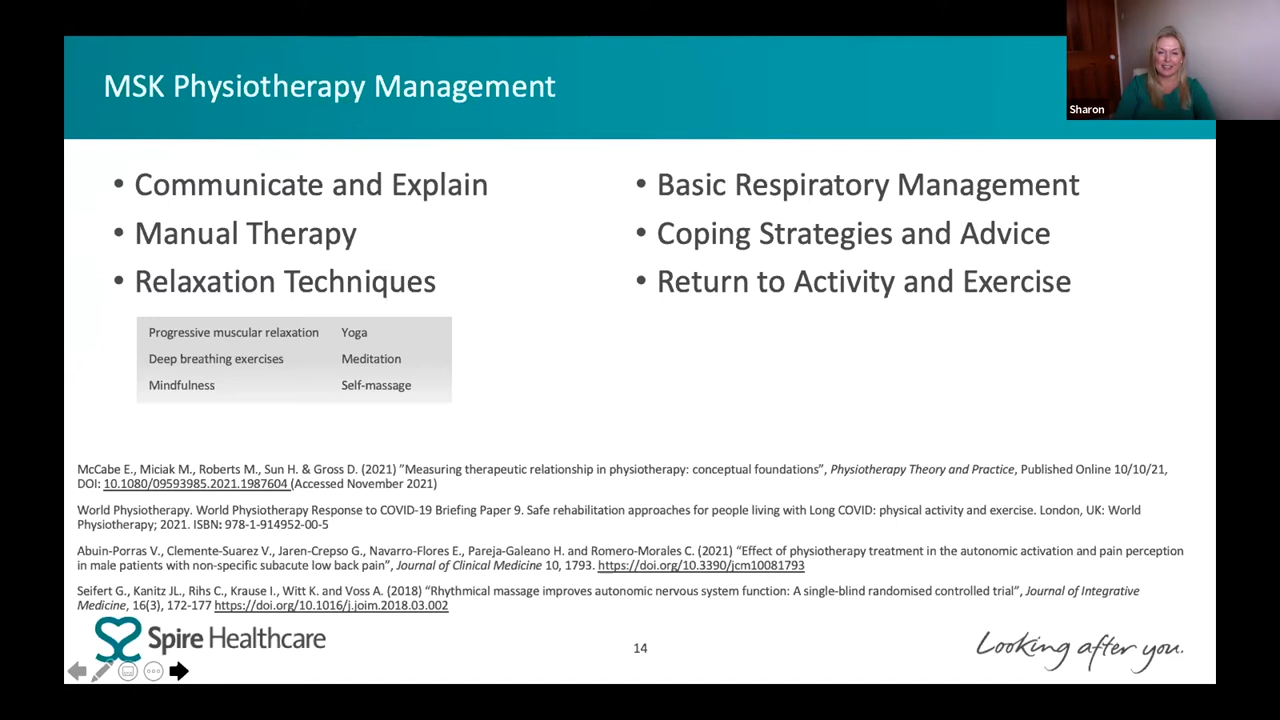 MSK Physiotherapy Management
Sharon
• Communicate and Explain
• Manual Therapy
• Relaxation Techniques
Progressive muscular relaxation Yoga
Deep breathing exercises Meditation
Mindfulness Self-massage
• Basic Respiratory Management
• Coping Strategies and Advice
• Return to Activity and Exercise
McCabe E., Miciak M., Roberts M., Sun H. & Gross D. (2021) "Measuring therapeutic relationship in physiotherapy: conceptual foundations", Physiotherapy Theory and Practice, Published Online 10/10/21,
DOI: 10.1080/09593985.2021.1987604 (Accessed November 2021)
World Physiotherapy. World Physiotherapy Response to COVID-19 Briefing Paper 9. Safe rehabilitation approaches for people living with Long COVID: physical activity and exercise. London, UK: World
Physiotherapy; 2021. ISBN: 978-1-914952-00-5
Abuin-Porras V., Clemente-Suarez V., Jaren-Crepso G., Navarro-Flores E., Pareja-Galeano H. and Romero-Morales C. (2021) "Effect of physiotherapy treatment in the autonomic activation and pain perception
in male patients with non-specific subacute low back pain", Journal of Clinical Medicine 10, 1793. https://doi.org/10.3390/jcm10081793
Seifert G., Kanitz JL., Rihs C., Krause I., Witt K. and Voss A. (2018) "Rhythmical massage improves autonomic nervous system function: A single-blind randomised controlled trial", Journal of Integrative
Medicine, 16(3), 172-177 https://doi.org/10.1016/j.joim.2018.03.002
Spire Healthcare
14
Looking after you.